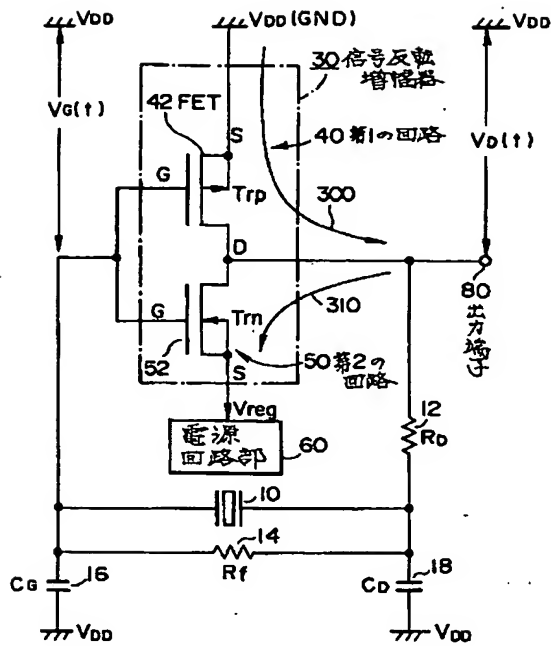 VDD
VDD(GND)
VDD
30 信号反転
増幅器
42 FET
VG(t)
S
40 第1の回路
VD(t)
G
Trp
300
D
80
出力端子
310
G
Trn
52
S
50 第2の
回路
Vreg
電源
回路部
60
12
RD
10
14
Rf
16
CG
18
CD
VDD
VDD